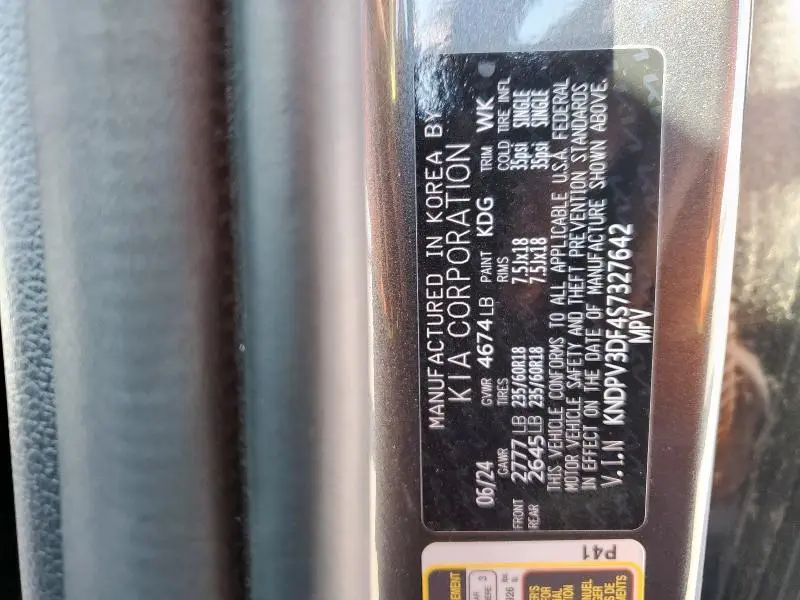 MANUFACTURED IN KOREA BY
KIA CORPORATION
06/24 GVWR 4674LB PAINT KDG TRIM WK
GAWR TIRES RIMS COLD TIRE INFL
FRONT 2777LB 235/60R18 7.5Jx18 35psi SINGLE
REAR 2645LB 235/60R18 7.5Jx18 35psi SINGLE
THIS VEHICLE CONFORMS TO ALL APPLICABLE U.S.A. FEDERAL
MOTOR VEHICLE SAFETY AND THEFT PREVENTION STANDARDS
IN EFFECT ON THE DATE OF MANUFACTURE SHOWN ABOVE.
V.I.N KNDPV3DF4S7327642
MPV
P41